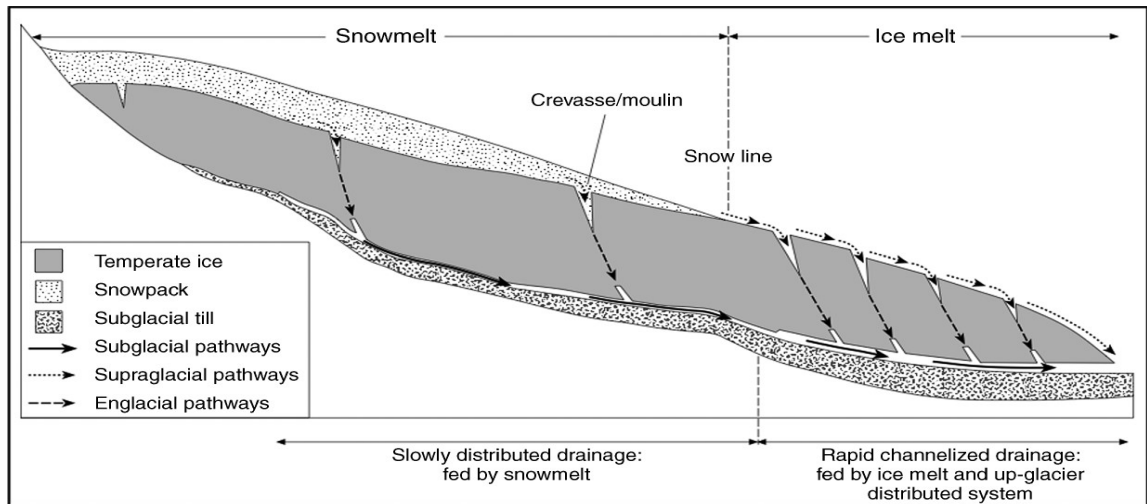 Snowmelt
Ice melt
Crevasse/moulin
Snow line
Temperate ice
Snowpack
Subglacial till
Subglacial pathways
Supraglacial pathways
Englacial pathways
Slowly distributed drainage:
fed by snowmelt
Rapid channelized drainage:
fed by ice melt and up-glacier
distributed system